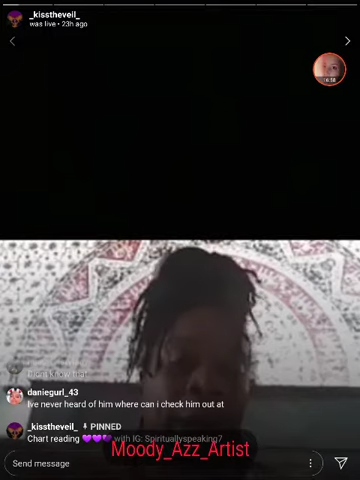 _kisstheveil_
was live • 23h ago
daniegurl_43
Ive never heard of him where can i check him out at
_kisstheveil_ PINNED
Chart reading 💜💜💜 with IG: Spirituallyspeaking7
Moody_Azz_Artist
Send message